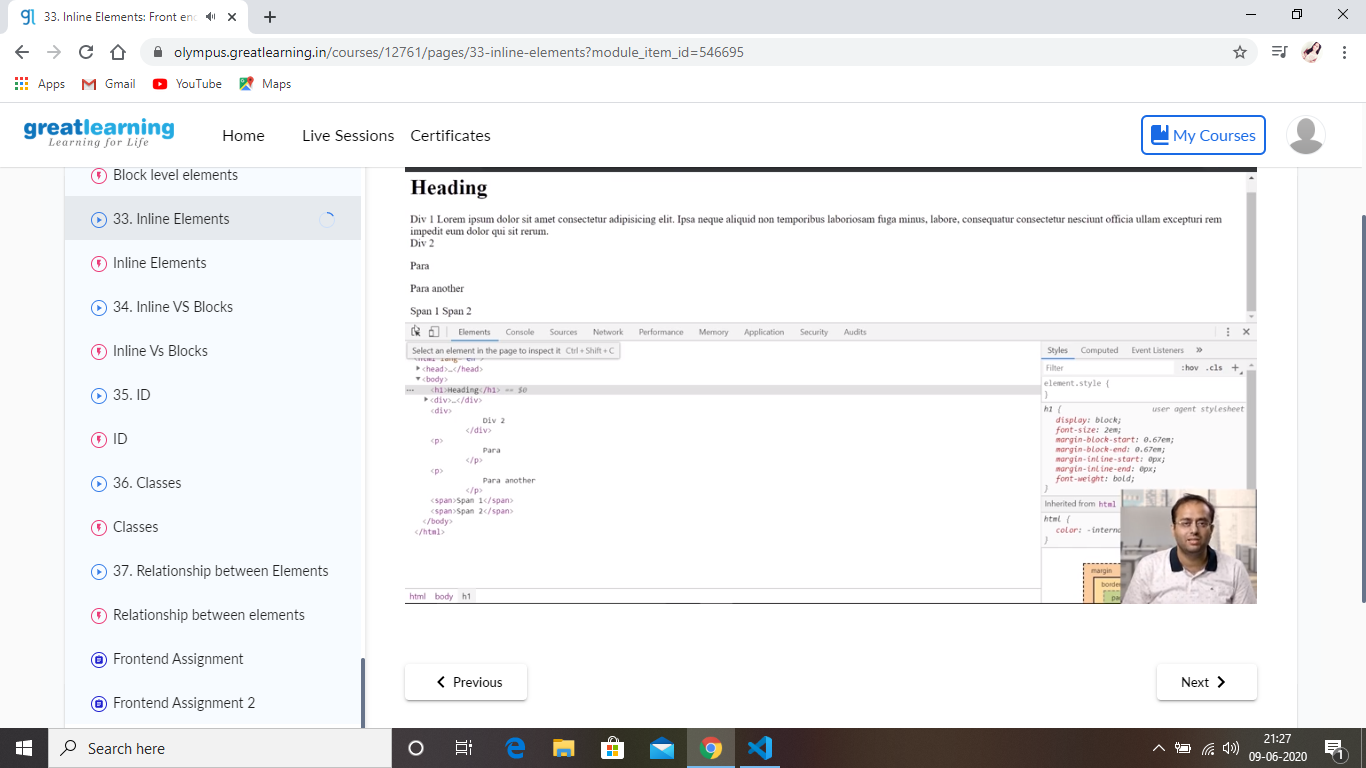 33. Inline Elements: Front en
olympus.greatlearning.in/courses/12761/pages/33-inline-elements?module_item_id=546695
Apps Gmail YouTube Maps
greatlearning
Learning for Life
Home Live Sessions Certificates My Courses
Block level elements
33. Inline Elements
Inline Elements
34. Inline VS Blocks
Inline Vs Blocks
35. ID
ID
36. Classes
Classes
37. Relationship between Elements
Relationship between elements
Frontend Assignment
Frontend Assignment 2
Heading
Div 1 Lorem ipsum dolor sit amet consectetur adipisicing elit. Ipsa neque aliquid non temporibus laboriosam fuga minus, labore, consequatur consectetur nesciunt officia ullam excepturi rem
impedit eum dolor qui sit rerum.
Div 2
Para
Para another
Span 1 Span 2
Elements Console Sources Network Performance Memory Application Security Audits
Select an element in the page to inspect it Ctrl + Shift + C
<head>…</head>
<body>
<h1>Heading</h1> == $0
<div>…</div>
<div>
Div 2
</div>
<p>
Para
</p>
<p>
Para another
</p>
<span>Span 1</span>
<span>Span 2</span>
</body>
</html>
html body h1
Styles Computed Event Listeners »
Filter :hov .cls +
element.style {
}
h1 { user agent stylesheet
display: block;
font-size: 2em;
margin-block-start: 0.67em;
margin-block-end: 0.67em;
margin-inline-start: 0px;
margin-inline-end: 0px;
font-weight: bold;
}
Inherited from html
html {
color: -interna
}
margin
border
pa
Previous Next
Search here
21:27
09-06-2020
1